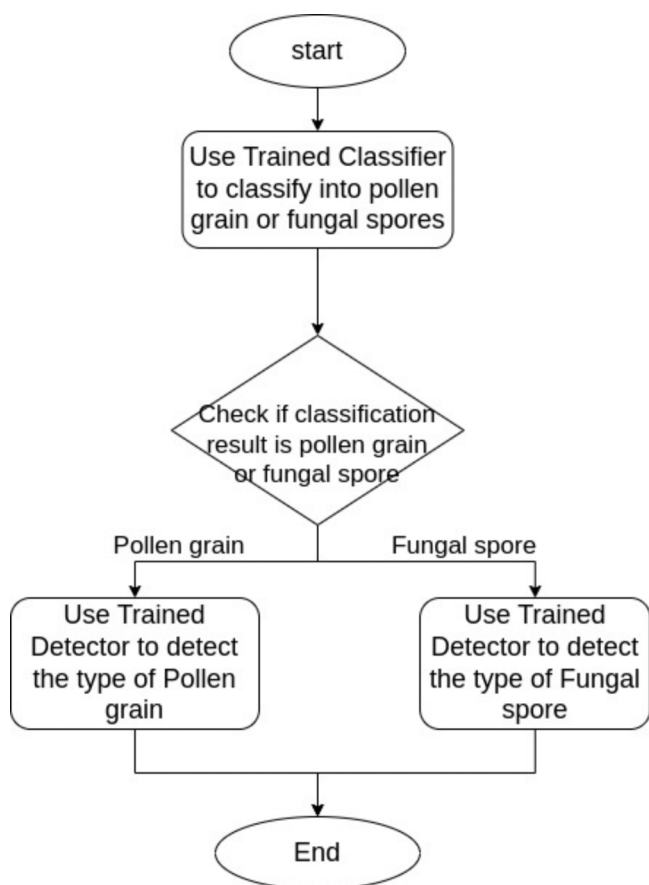 start
Use Trained Classifier
to classify into pollen
grain or fungal spores
Check if classification
result is pollen grain
or fungal spore
Pollen grain
Fungal spore
Use Trained
Detector to detect
the type of Pollen
grain
Use Trained
Detector to detect
the type of Fungal
spore
End